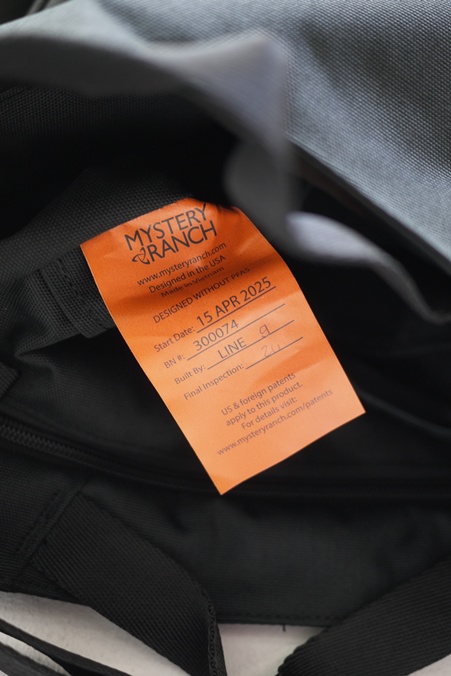 MYSTERY
RANCH
www.mysteryranch.com
Designed in the USA
Made in Vietnam
DESIGNED WITHOUT PFAS
Start Date: 15 APR 2025
BN #: 300074
Built By: LINE 9
Final Inspection:
US & foreign patents
apply to this product.
For details visit:
www.mysteryranch.com/patents